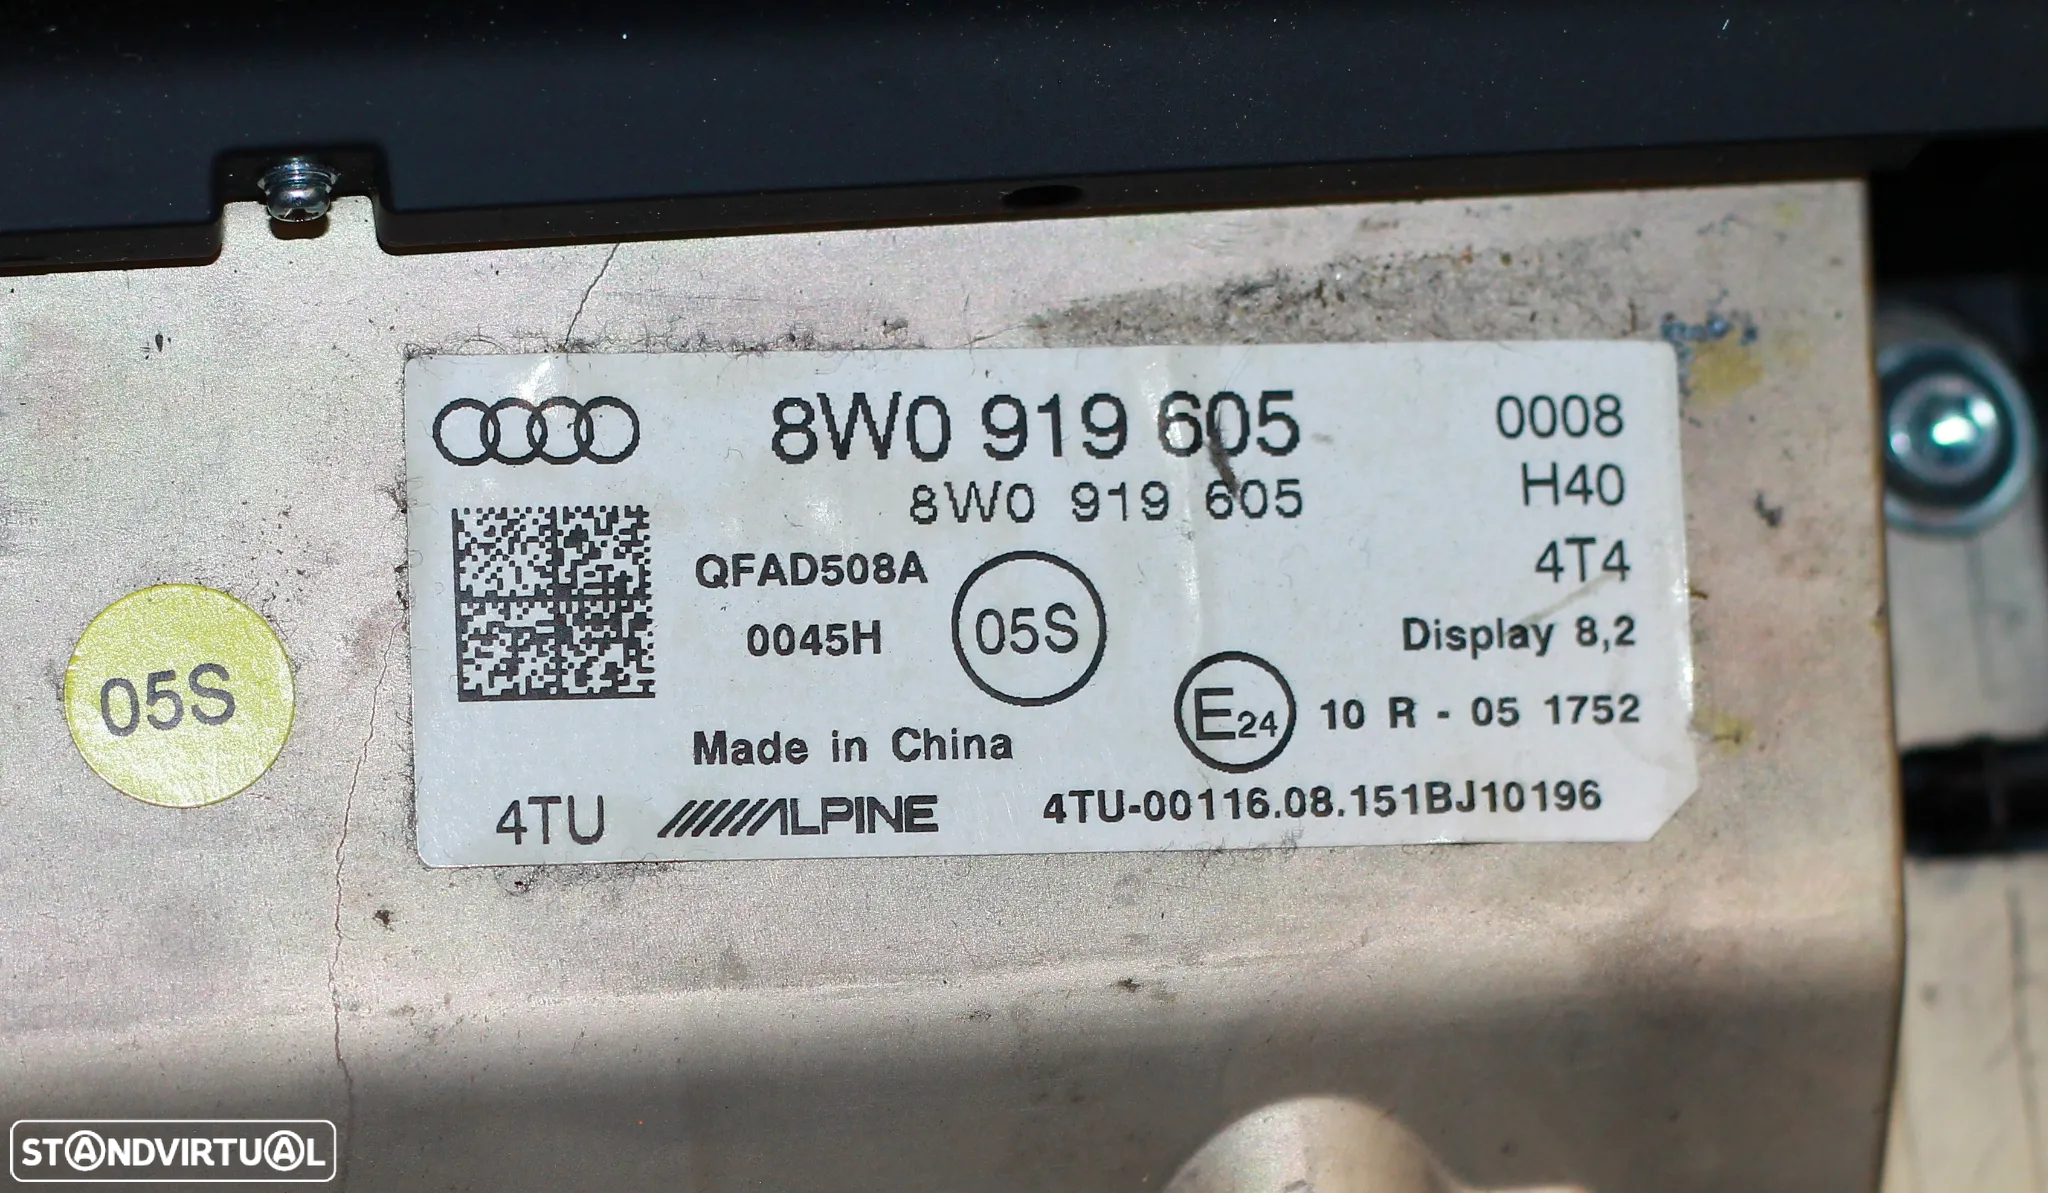 8W0 919 605
0008
8W0 919 605
H40
QFAD508A
4T4
05S
0045H
Display 8,2
05S
E24 10 R - 05 1752
Made in China
4TU ALPINE 4TU-00116.08.151BJ10196
STANDVIRTUAL